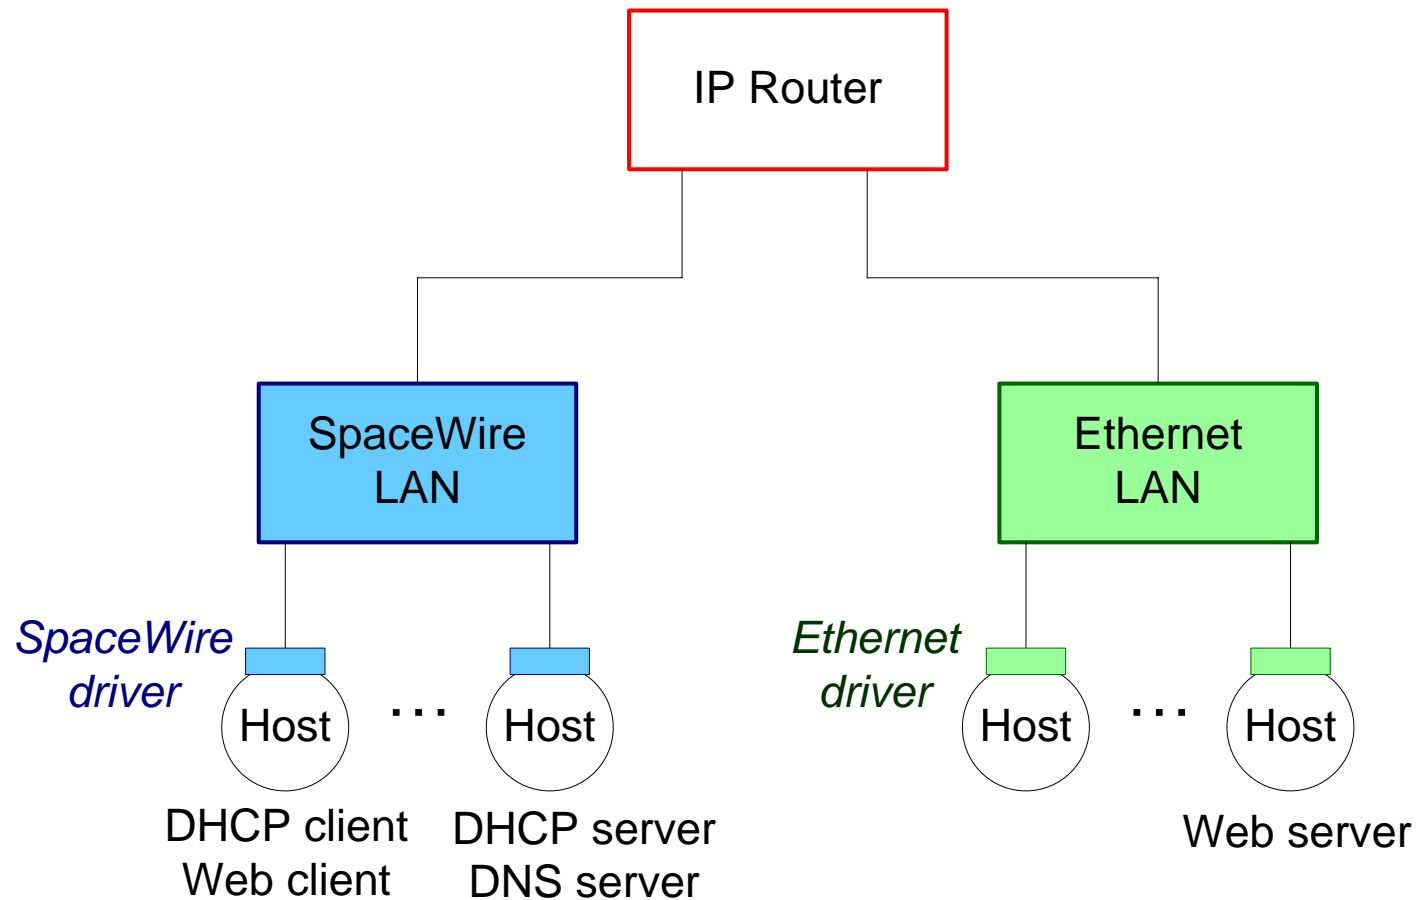 IP Router
SpaceWire
LAN
Ethernet
LAN
SpaceWire
driver
Ethernet
driver
Host
...
Host
Host
...
Host
DHCP client
Web client
DHCP server
DNS server
Web server